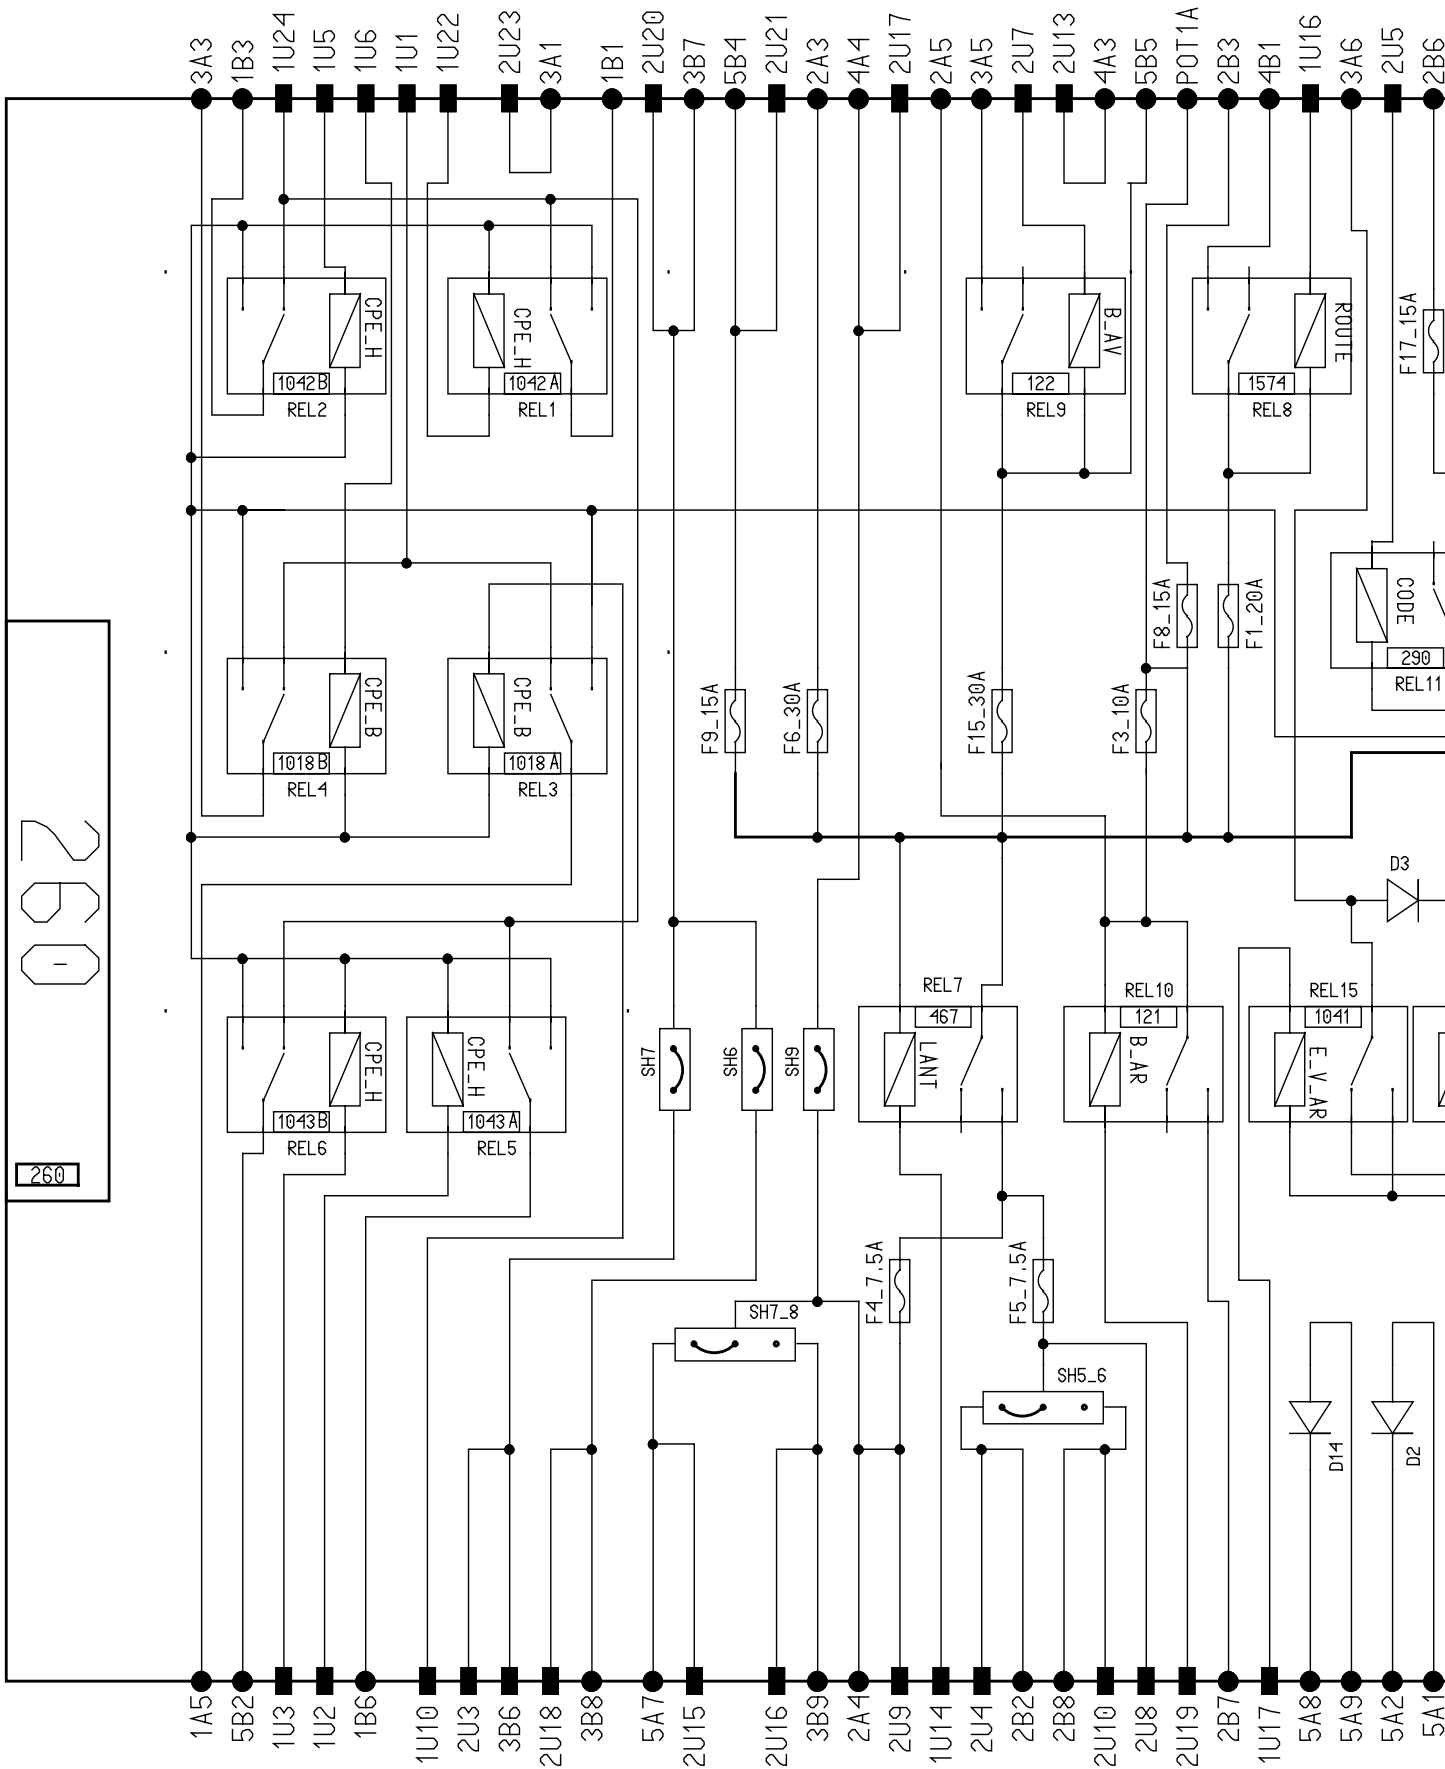 3A3
1B3
1U24
1U5
1U6
1U1
1U22
2U23
3A1
1B1
2U20
3B7
5B4
2U21
2A3
4A4
2U17
2A5
3A5
2U7
2U13
4A3
5B5
POT1A
2B3
4B1
1U16
3A6
2U5
2B6
CPE_H
1042B
REL2
CPE_H
1042A
REL1
B_AV
122
REL9
ROUTE
1574
REL8
F17_15A
CPE_B
1018B
REL4
CPE_B
1018A
REL3
F9_15A
F6_30A
F15_30A
F3_10A
F8_15A
F1_20A
CODE
290
REL11
260
D3
CPE_H
1043B
REL6
CPE_H
1043A
REL5
SH7
SH6
SH9
REL7
467
LANT
REL10
121
B_AR
REL15
1041
E_V_AR
260
F4_7.5A
F5_7.5A
SH7_8
SH5_6
D14
D2
1A5
5B2
1U3
1U2
1B6
1U10
2U3
3B6
2U18
3B8
5A7
2U15
2U16
3B9
2A4
2U9
1U14
2U4
2B2
2B8
2U10
2U8
2U19
2B7
1U17
5A8
5A9
5A2
5A1